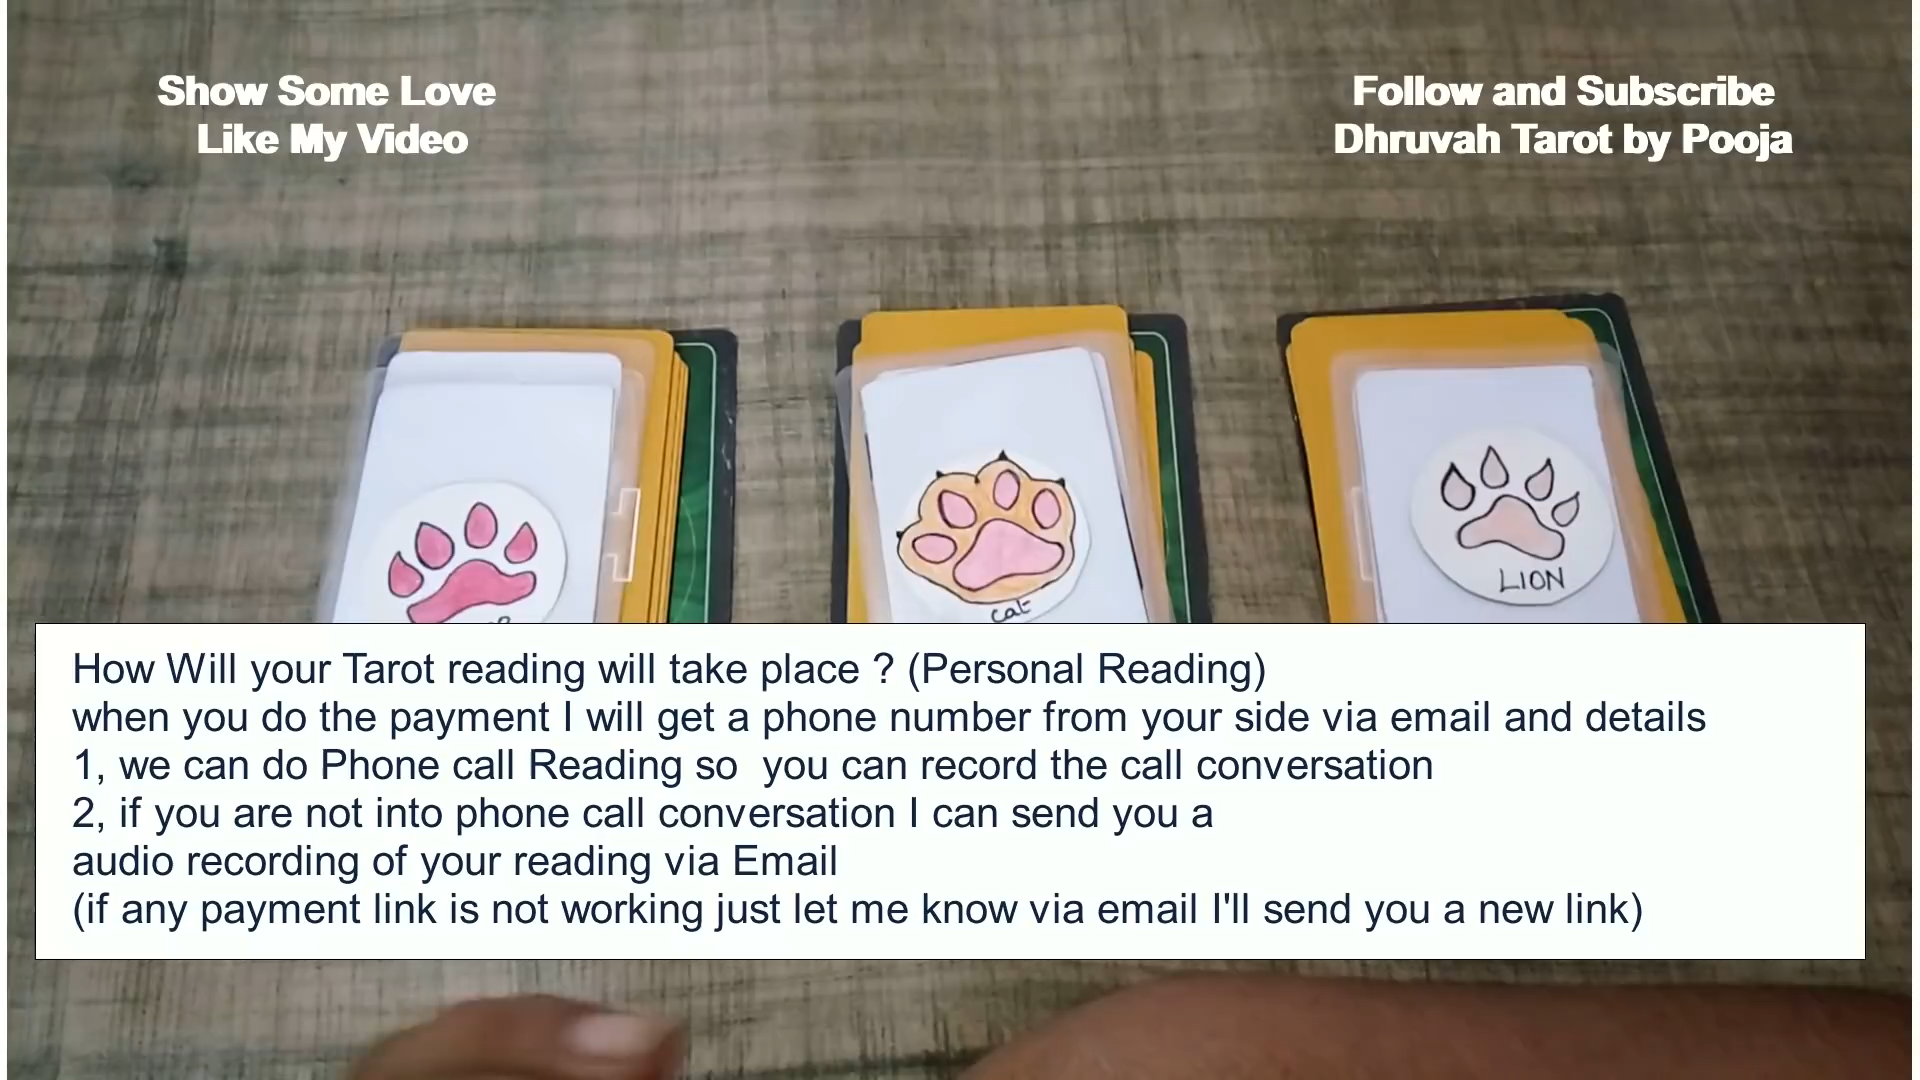 Show Some Love
Like My Video
Follow and Subscribe
Dhruvah Tarot by Pooja
cat
LION
How Will your Tarot reading will take place ? (Personal Reading)
when you do the payment I will get a phone number from your side via email and details
1, we can do Phone call Reading so  you can record the call conversation
2, if you are not into phone call conversation I can send you a
audio recording of your reading via Email
(if any payment link is not working just let me know via email I'll send you a new link)